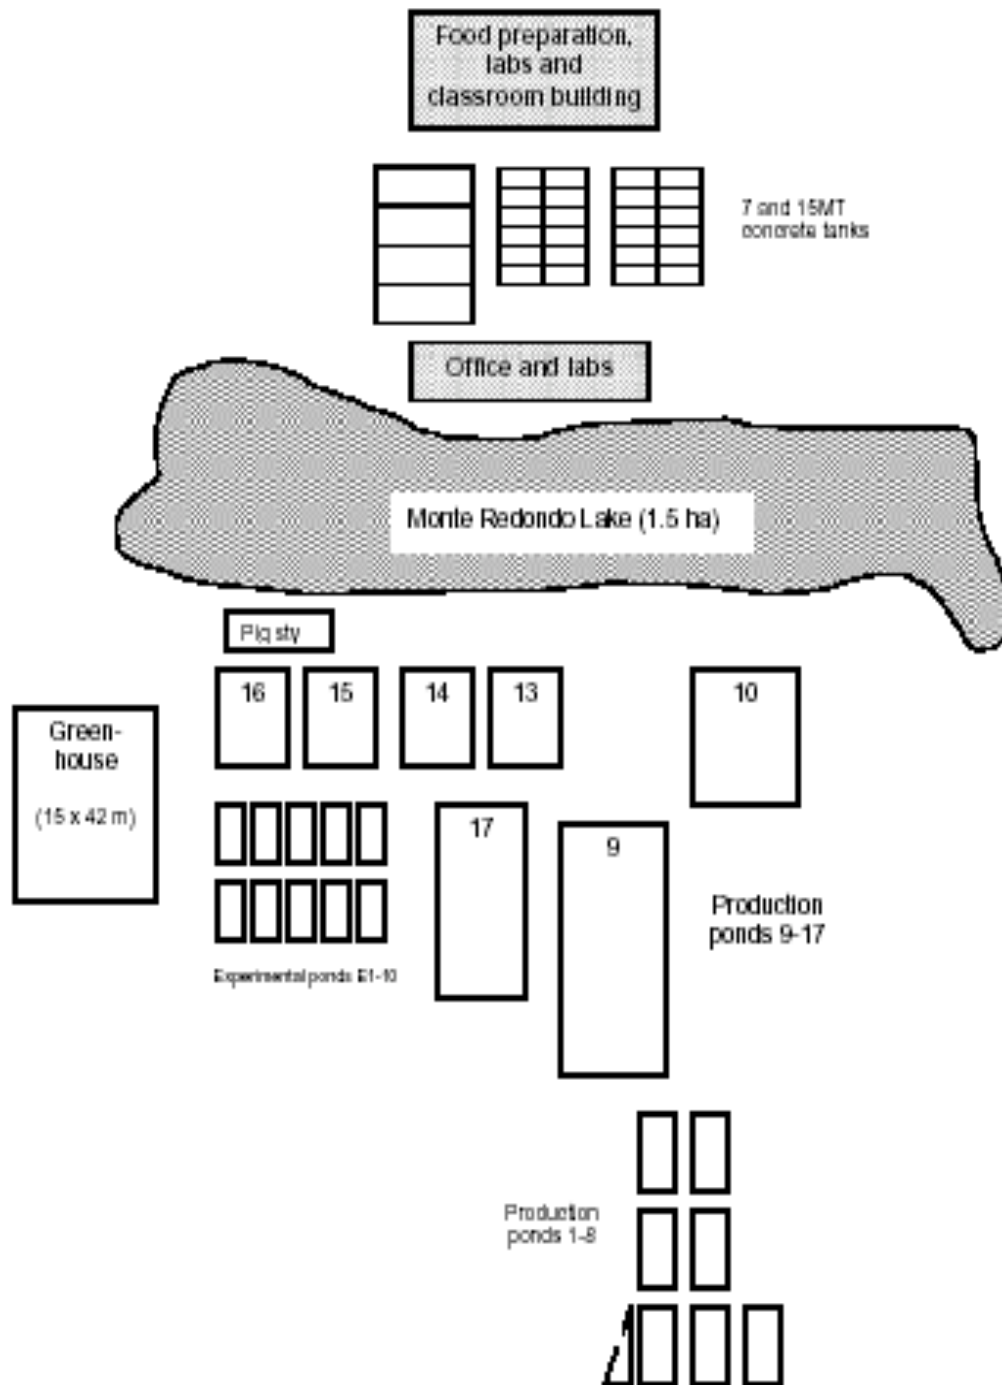 Food preparation,
labs and
classroom building
7 and 15MT
concrete tanks
Office and labs
Monte Redondo Lake (1.5 ha)
Pig sty
16
15
14
13
10
Green-
house
(15 x 42 m)
17
9
Production
ponds 9-17
Experimental ponds E1-10
Production
ponds 1-8